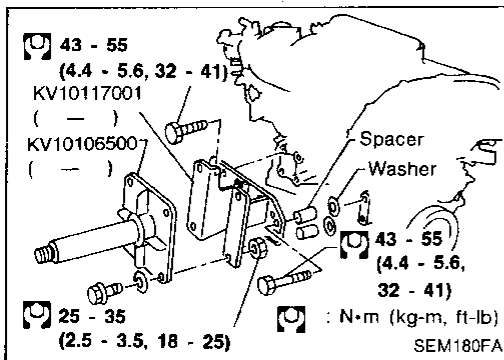 43 - 55
(4.4 - 5.6, 32 - 41)
KV10117001
( — )
KV10106500
( — )
Spacer
Washer
43 - 55
(4.4 - 5.6,
32 - 41)
25 - 35
(2.5 - 3.5, 18 - 25)
: N•m (kg-m, ft-lb)
SEM180FA